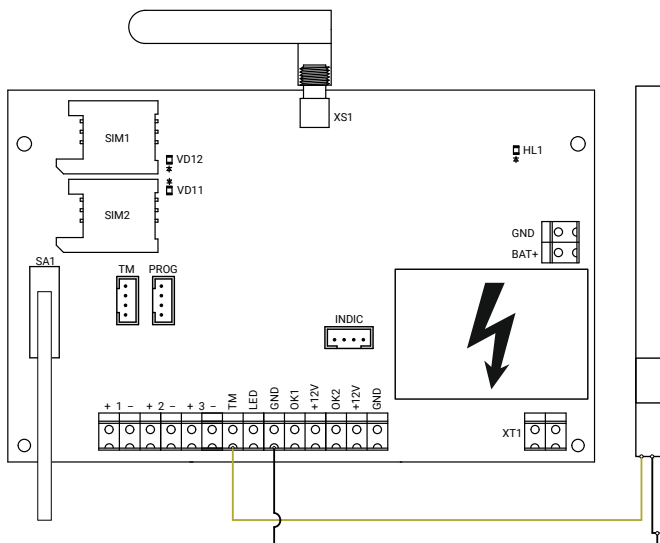 XS1
SIM1
VD12
HL1
VD11
SIM2
GND
BAT+
SA1
TM PROG
INDIC
+ 1 − + 2 − + 3 − TM LED GND OK1 +12V OK2 +12V GND
XT1